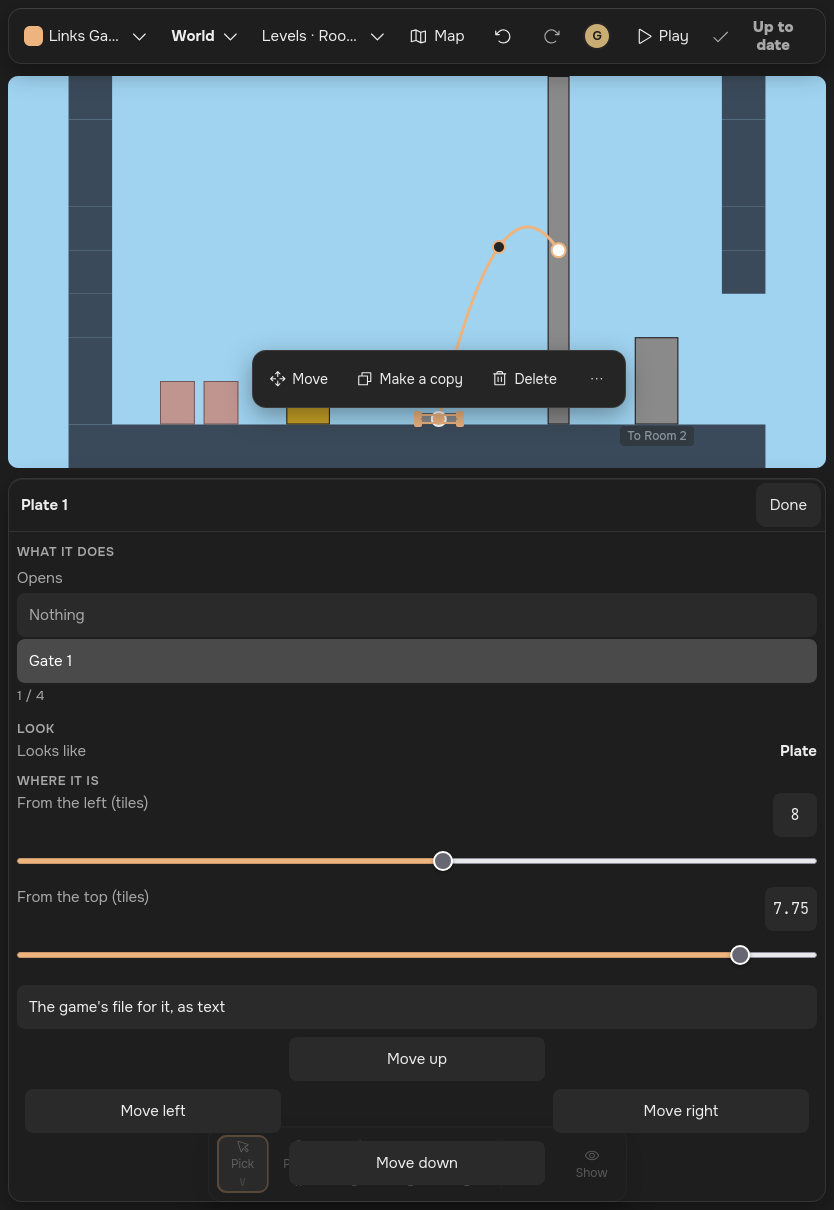 Links Ga...
World
Levels · Roo...
Map
G
Play
Up to date
Move
Make a copy
Delete
...
To Room 2
Plate 1
Done
WHAT IT DOES
Opens
Nothing
Gate 1
1 / 4
LOOK
Looks like
Plate
WHERE IT IS
From the left (tiles)
8
From the top (tiles)
7.75
The game's file for it, as text
Move up
Move left
Move right
Pick
V
Move down
Show